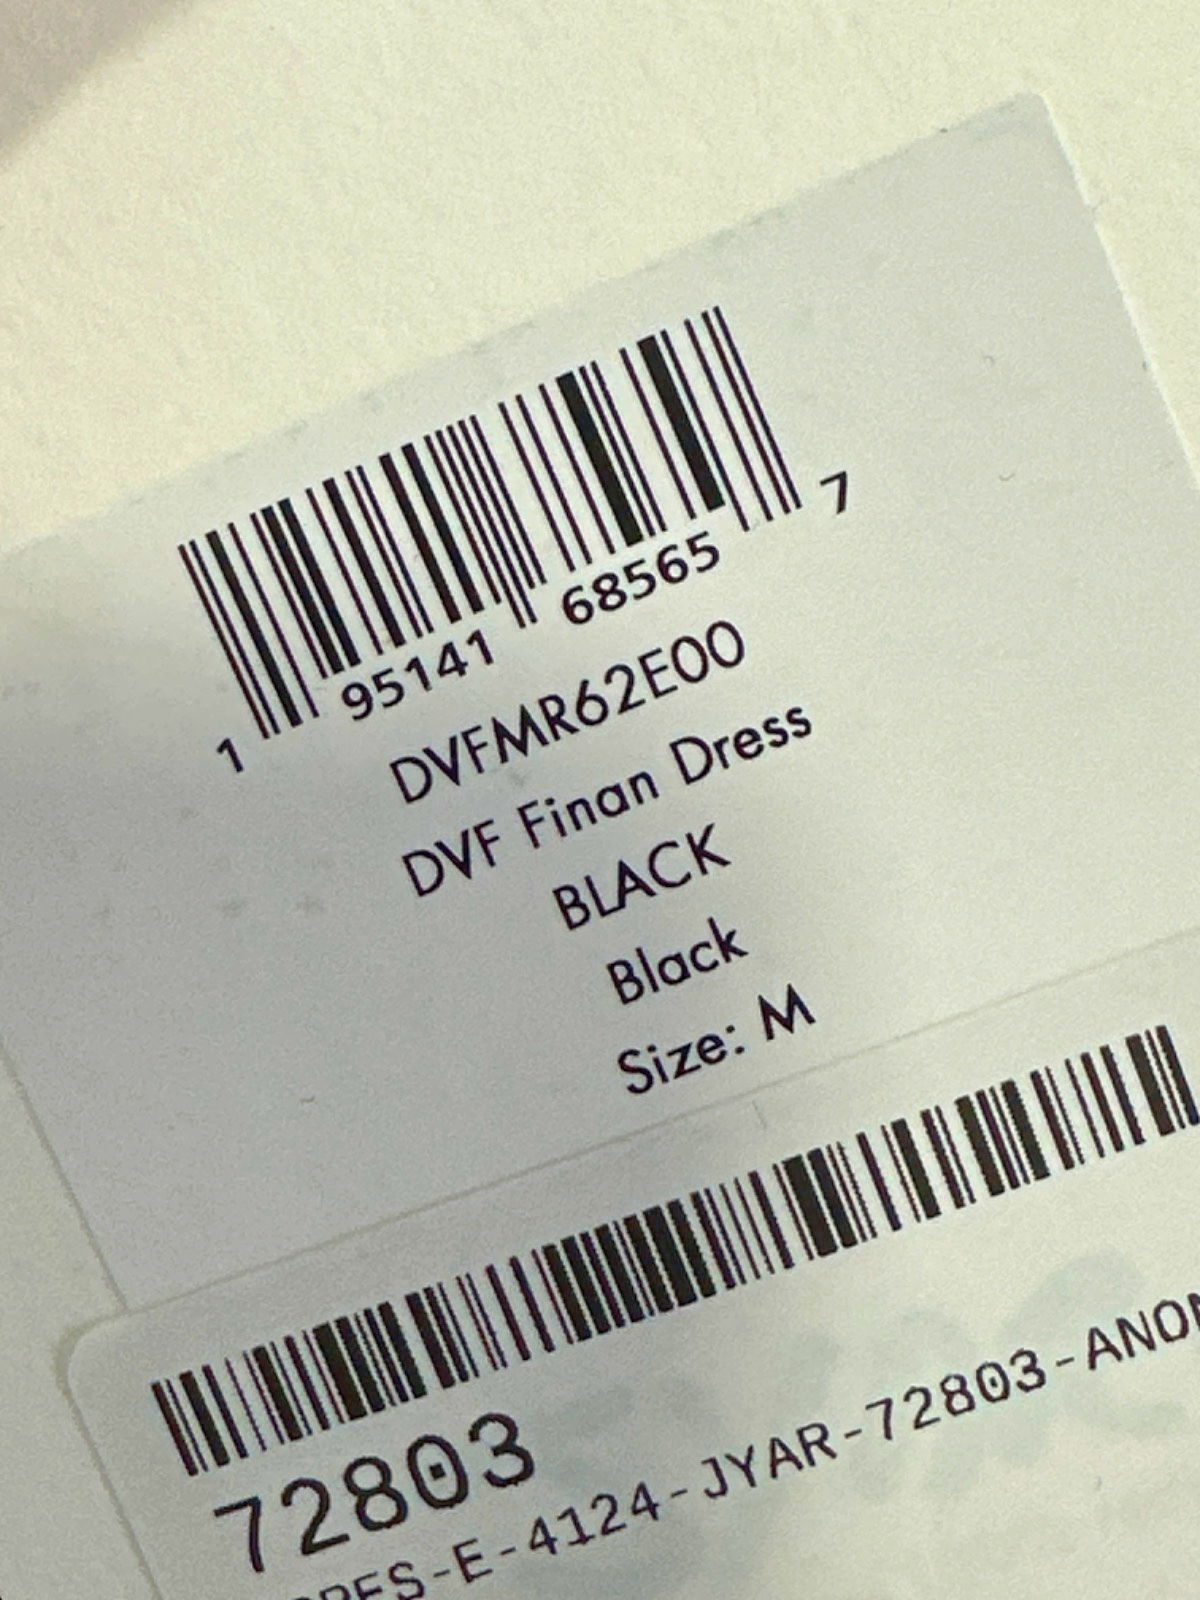 1 95141 68565 7
DVFMR62E00
DVF Finan Dress
BLACK
Black
Size: M
72803
-E-4124-JYAR-72803-